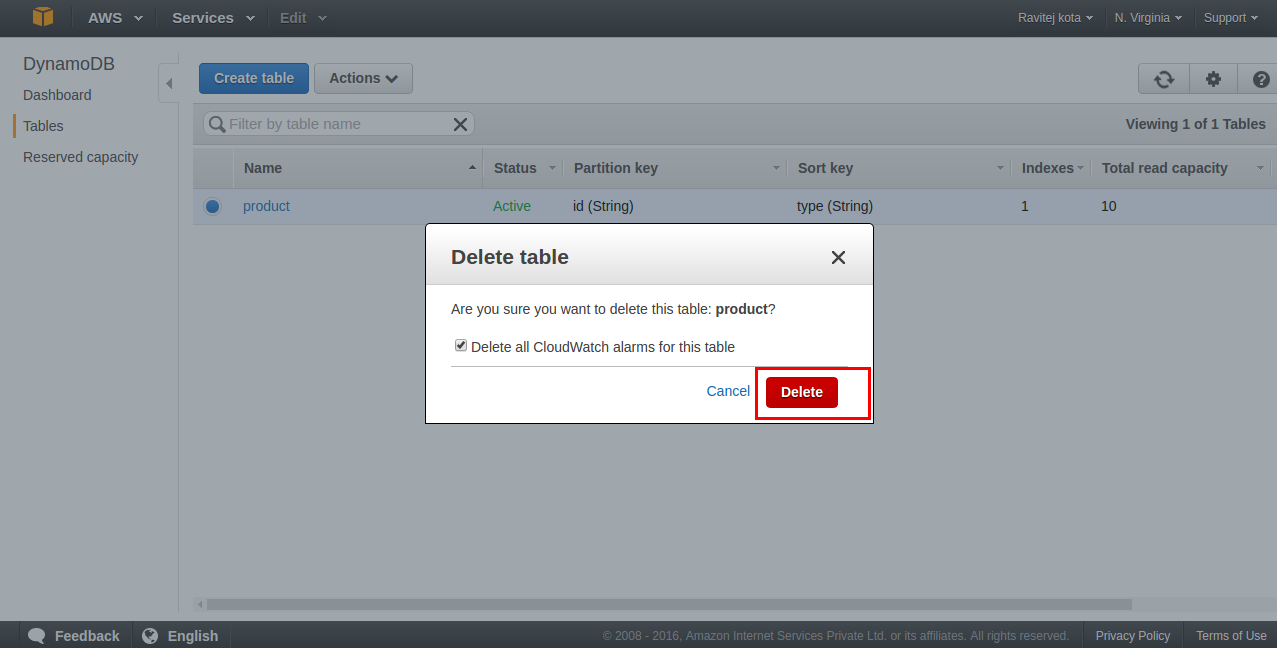 AWS Services Edit Ravitej kota N. Virginia Support
DynamoDB
Dashboard
Tables
Reserved capacity
Create table Actions
Filter by table name Viewing 1 of 1 Tables
Name Status Partition key Sort key Indexes Total read capacity
product Active id (String) type (String) 1 10
Delete table
Are you sure you want to delete this table: product?
Delete all CloudWatch alarms for this table
Cancel Delete
Feedback English © 2008 - 2016, Amazon Internet Services Private Ltd. or its affiliates. All rights reserved. Privacy Policy Terms of Use